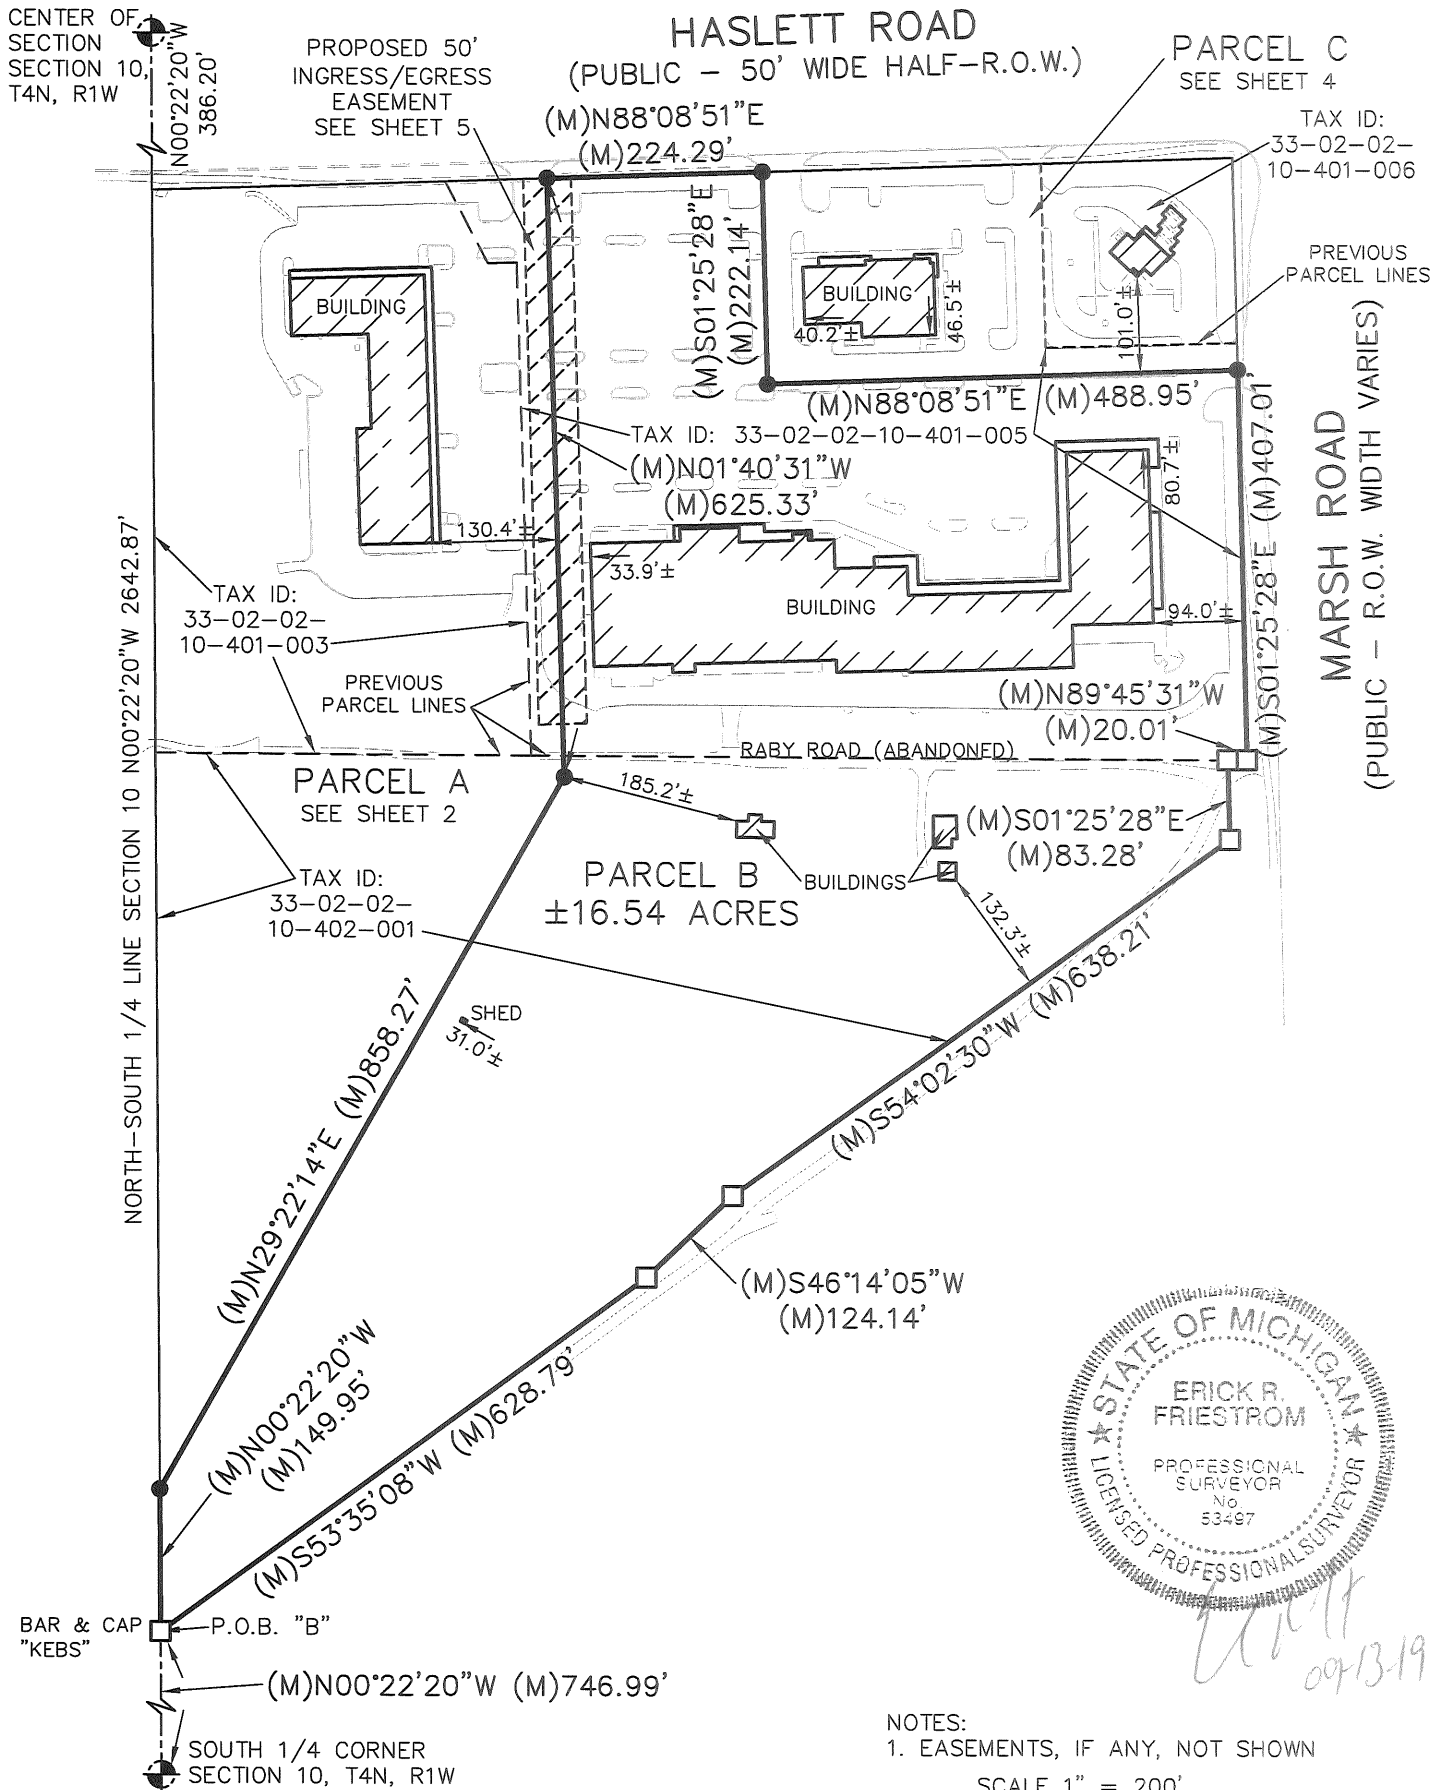 CENTER OF
SECTION
SECTION 10,
T4N, R1W
N00°22'20"W
386.20'
PROPOSED 50'
INGRESS/EGRESS
EASEMENT
SEE SHEET 5
HASLETT ROAD
(PUBLIC - 50' WIDE HALF-R.O.W.)
(M)N88°08'51"E
(M)224.29'
PARCEL C
SEE SHEET 4
TAX ID:
33-02-02-
10-401-006
PREVIOUS
PARCEL LINES
(M)S01°25'28"E
(M)222.14'
BUILDING
BUILDING
40.2'±
46.5'±
101.0'±
(M)N88°08'51"E (M)488.95'
TAX ID: 33-02-02-10-401-005
(M)N01°40'31"W
(M)625.33'
MARSH ROAD
(PUBLIC - R.O.W. WIDTH VARIES)
(M)S01°25'28"E (M)407.01'
80.7'±
130.4'±
33.9'±
BUILDING
94.0'±
NORTH-SOUTH 1/4 LINE SECTION 10 N00°22'20"W 2642.87'
TAX ID:
33-02-02-
10-401-003
PREVIOUS
PARCEL LINES
(M)N89°45'31"W
(M)20.01'
RABY ROAD (ABANDONED)
PARCEL A
SEE SHEET 2
185.2'±
(M)S01°25'28"E
(M)83.28'
PARCEL B
±16.54 ACRES
BUILDINGS
TAX ID:
33-02-02-
10-402-001
132.3'±
SHED
31.0'±
(M)N29°22'14"E (M)858.27'
(M)S54°02'30"W (M)638.21'
(M)S46°14'05"W
(M)124.14'
(M)N00°22'20"W
(M)149.95'
(M)S53°35'08"W (M)628.79'
STATE OF MICHIGAN
ERICK R.
FRIESTROM
PROFESSIONAL
SURVEYOR
No.
53497
LICENSED PROFESSIONAL SURVEYOR
09-13-19
BAR & CAP
"KEBS"
P.O.B. "B"
(M)N00°22'20"W (M)746.99'
SOUTH 1/4 CORNER
SECTION 10, T4N, R1W
NOTES:
1. EASEMENTS, IF ANY, NOT SHOWN
SCALE 1" = 200'